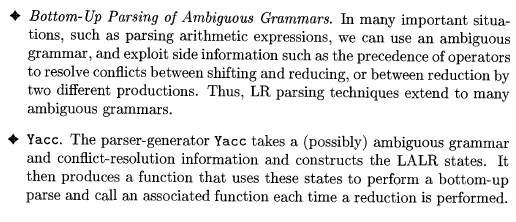 ✦ Bottom-Up Parsing of Ambiguous Grammars. In many important situa-
tions, such as parsing arithmetic expressions, we can use an ambiguous
grammar, and exploit side information such as the precedence of operators
to resolve conflicts between shifting and reducing, or between reduction by
two different productions. Thus, LR parsing techniques extend to many
ambiguous grammars.
✦ Yacc. The parser-generator Yacc takes a (possibly) ambiguous grammar
and conflict-resolution information and constructs the LALR states. It
then produces a function that uses these states to perform a bottom-up
parse and call an associated function each time a reduction is performed.